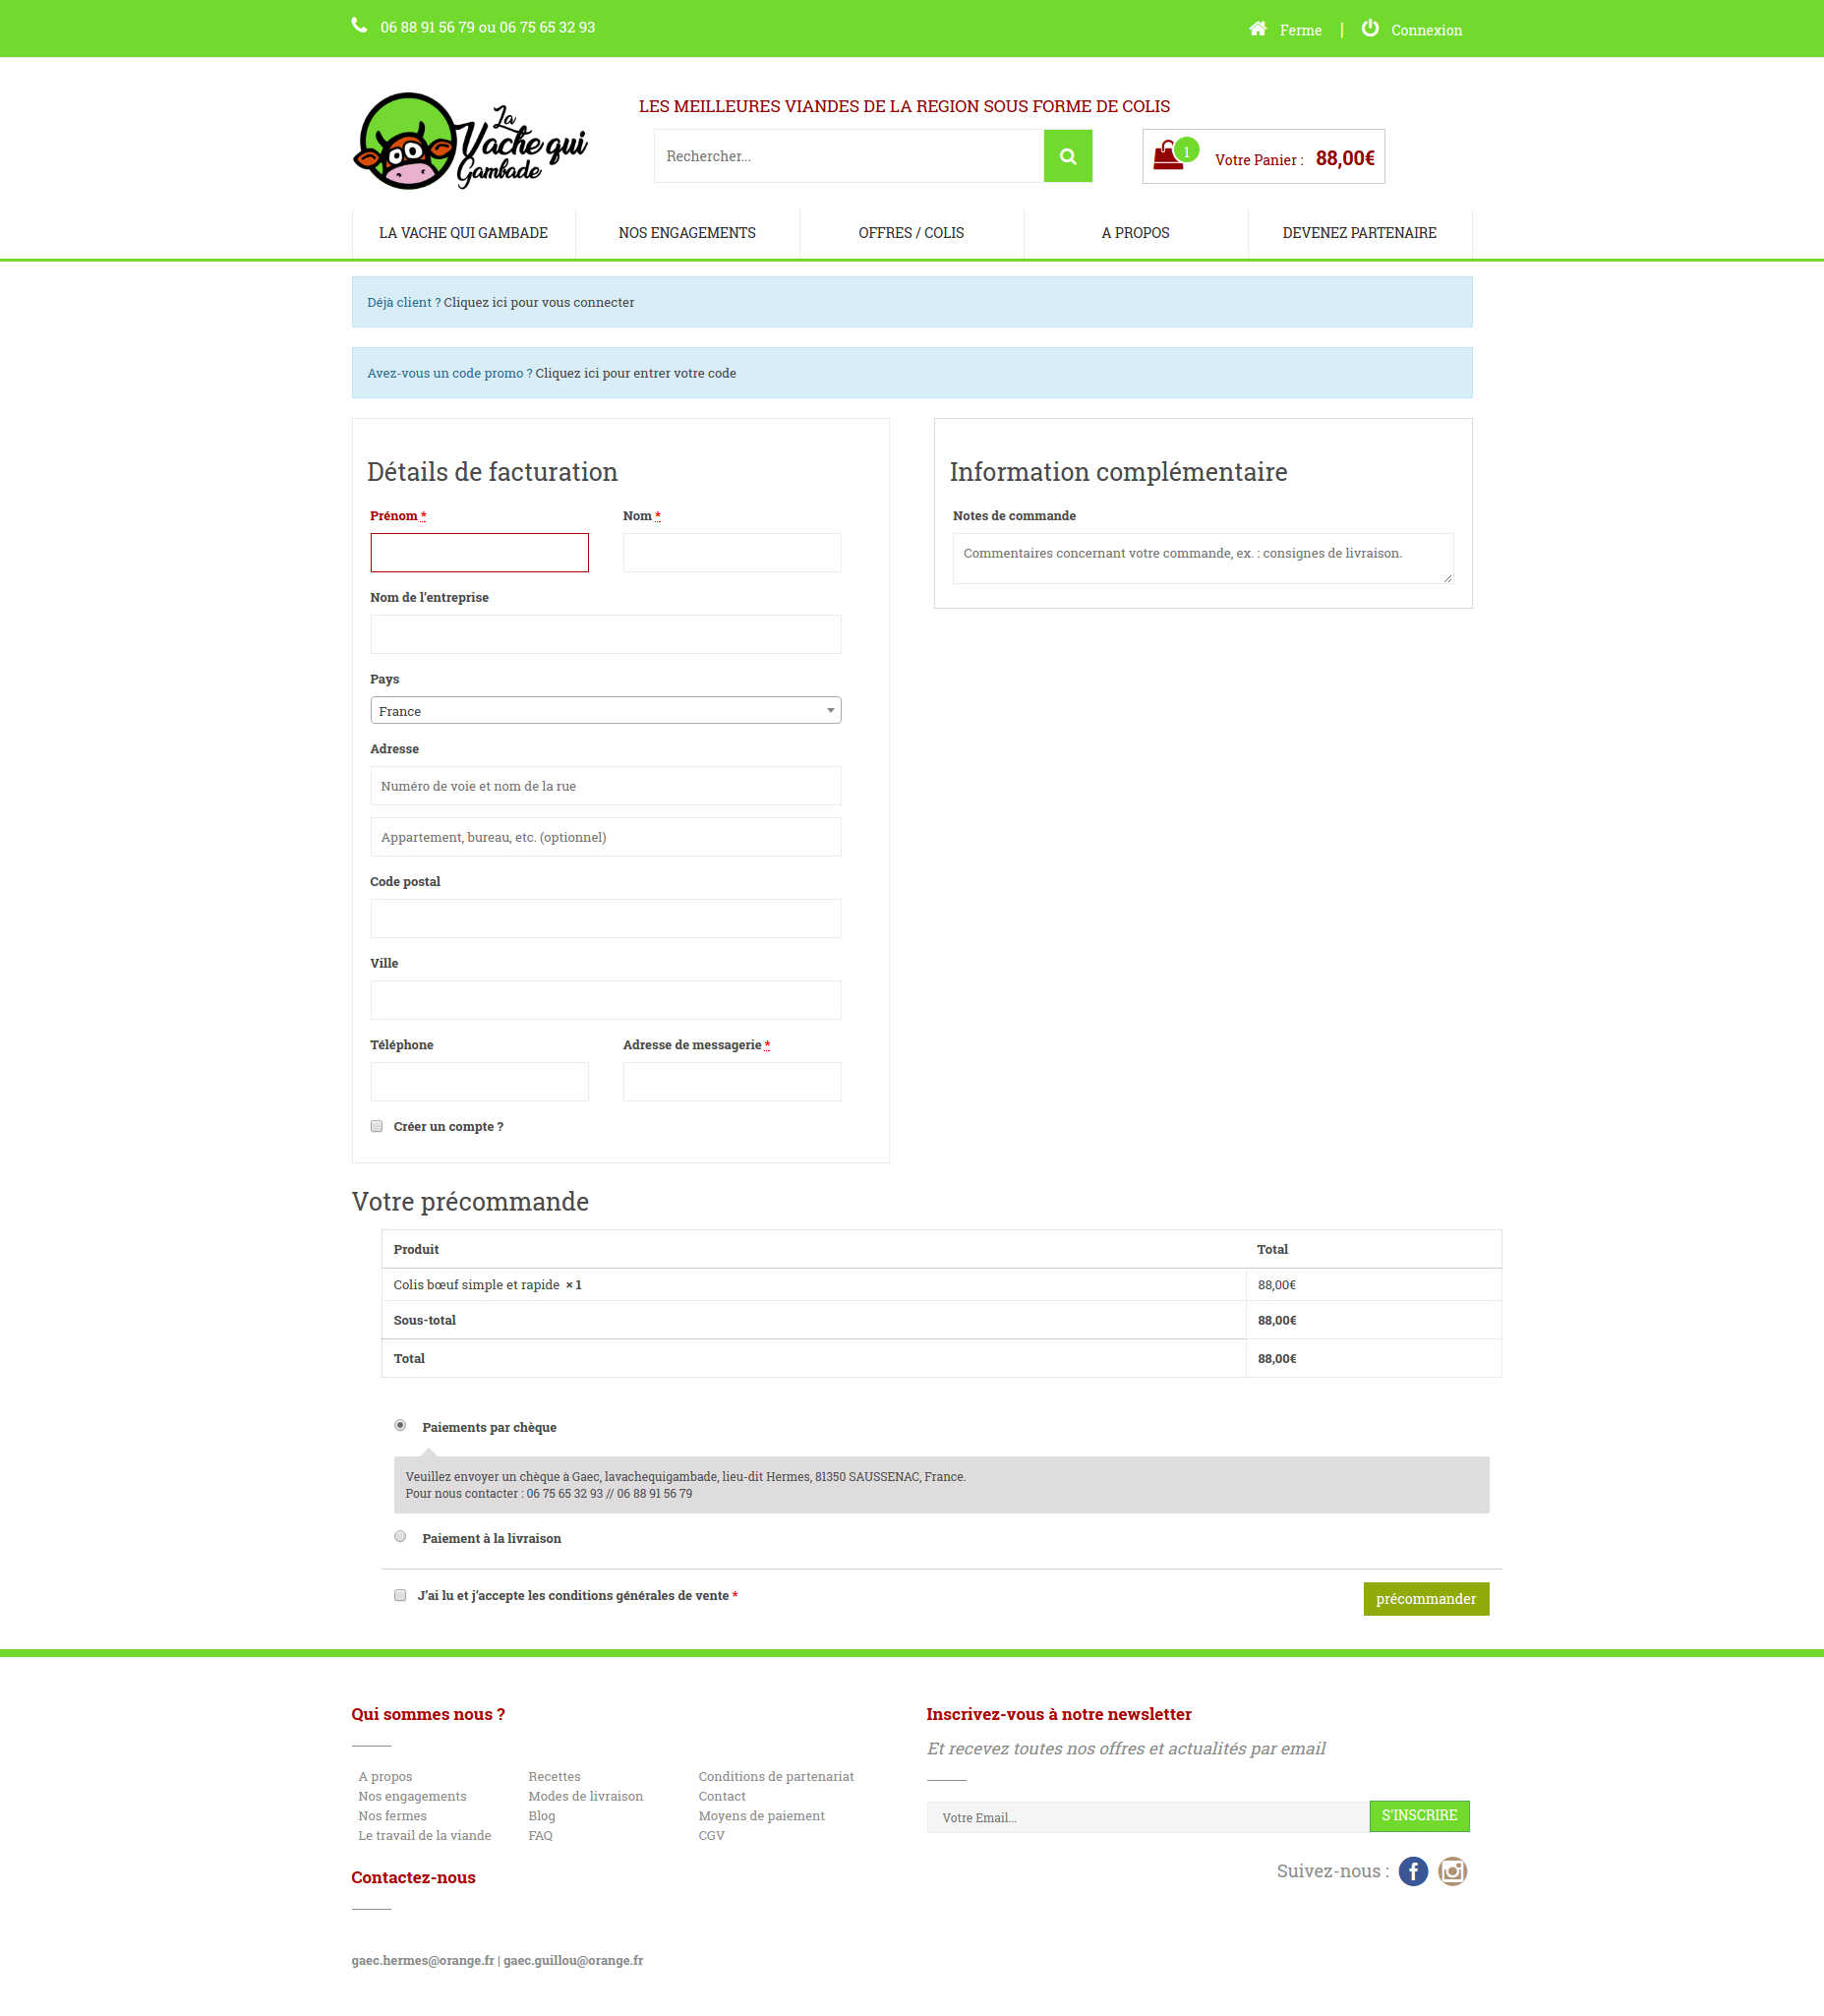 06 88 91 56 79 ou 06 75 65 32 93
Ferme | Connexion
La Vache qui Gambade
LES MEILLEURES VIANDES DE LA REGION SOUS FORME DE COLIS
Rechercher...
1 Votre Panier : 88,00€
LA VACHE QUI GAMBADE NOS ENGAGEMENTS OFFRES / COLIS A PROPOS DEVENEZ PARTENAIRE
Déjà client ? Cliquez ici pour vous connecter
Avez-vous un code promo ? Cliquez ici pour entrer votre code
Détails de facturation
Prénom * Nom *
Nom de l'entreprise
Pays
France
Adresse
Numéro de voie et nom de la rue
Appartement, bureau, etc. (optionnel)
Code postal
Ville
Téléphone Adresse de messagerie *
Créer un compte ?
Information complémentaire
Notes de commande
Commentaires concernant votre commande, ex. : consignes de livraison.
Votre précommande
Produit Total
Colis bœuf simple et rapide × 1 88,00€
Sous-total 88,00€
Total 88,00€
Paiements par chèque
Veuillez envoyer un chèque à Gaec, lavachequigambade, lieu-dit Hermes, 81350 SAUSSENAC, France.
Pour nous contacter : 06 75 65 32 93 // 06 88 91 56 79
Paiement à la livraison
J'ai lu et j'accepte les conditions générales de vente *
précommander
Qui sommes nous ?
A propos Recettes Conditions de partenariat
Nos engagements Modes de livraison Contact
Nos fermes Blog Moyens de paiement
Le travail de la viande FAQ CGV
Contactez-nous
gaec.hermes@orange.fr | gaec.guillou@orange.fr
Inscrivez-vous à notre newsletter
Et recevez toutes nos offres et actualités par email
Votre Email... S'INSCRIRE
Suivez-nous :